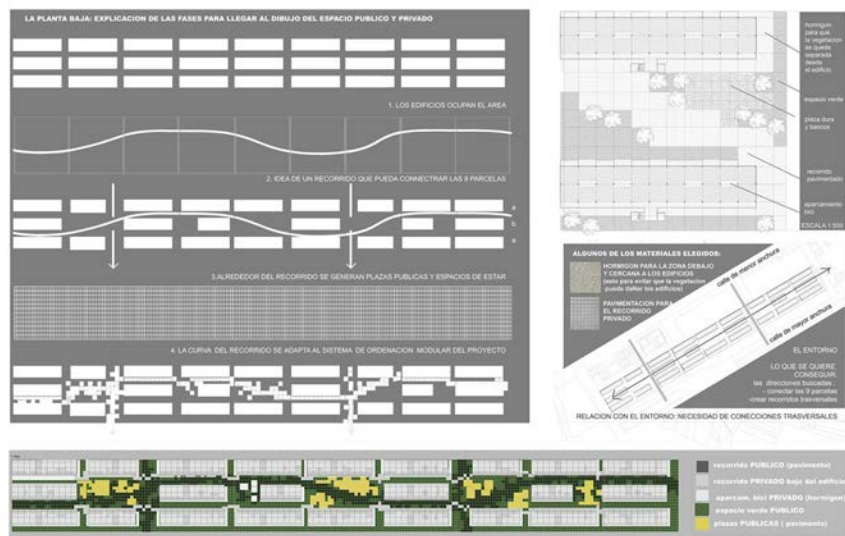 LA PLANTA BAJA: EXPLICACION DE LAS FASES PARA LLEGAR AL DIBUJO DEL ESPACIO PUBLICO Y PRIVADO
1. LOS EDIFICIOS OCUPAN EL AREA
2. IDEA DE UN RECORRIDO QUE PUEDA CONNECTRAR LAS 9 PARCELAS
a
b
a
3.ALREDEDOR DEL RECORRIDO SE GENERAN PLAZAS PUBLICAS Y ESPACIOS DE ESTAR
4. LA CURVA DEL RECORRIDO SE ADAPTA AL SISTEMA DE ORDENACION MODULAR DEL PROYECTO
hormigon
para que
la vegetacion
se quede
separada
desde
el edificio
espacio verde
plaza dura
y bancos
recorrido
pavimentado
aparcamiento
bici
ESCALA 1:500
ALGUNOS DE LOS MATERIALES ELEGIDOS:
HORMIGON PARA LA ZONA DEBAJO
Y CERCANA A LOS EDIFICIOS
(esto para evitar que la vegetacion
pueda dañar los edificios)
PAVIMENTACION PARA
EL RECORRIDO
PRIVADO
calle de menor anchura
calle de mayor anchura
EL ENTORNO
LO QUE SE QUIERE
CONSEGUIR:
las direcciones buscadas :
- conectar las 9 parcelas
-crear recorridos trasversales
RELACION CON EL ENTORNO: NECESIDAD DE CONECCIONES TRASVERSALES
recorrido PUBLICO (pavimento)
recorrido PRIVADO bajo del edificio
aparcam. bici PRIVADO (hormigon)
espacio verde PUBLICO
plazas PUBLICAS ( pavimento)